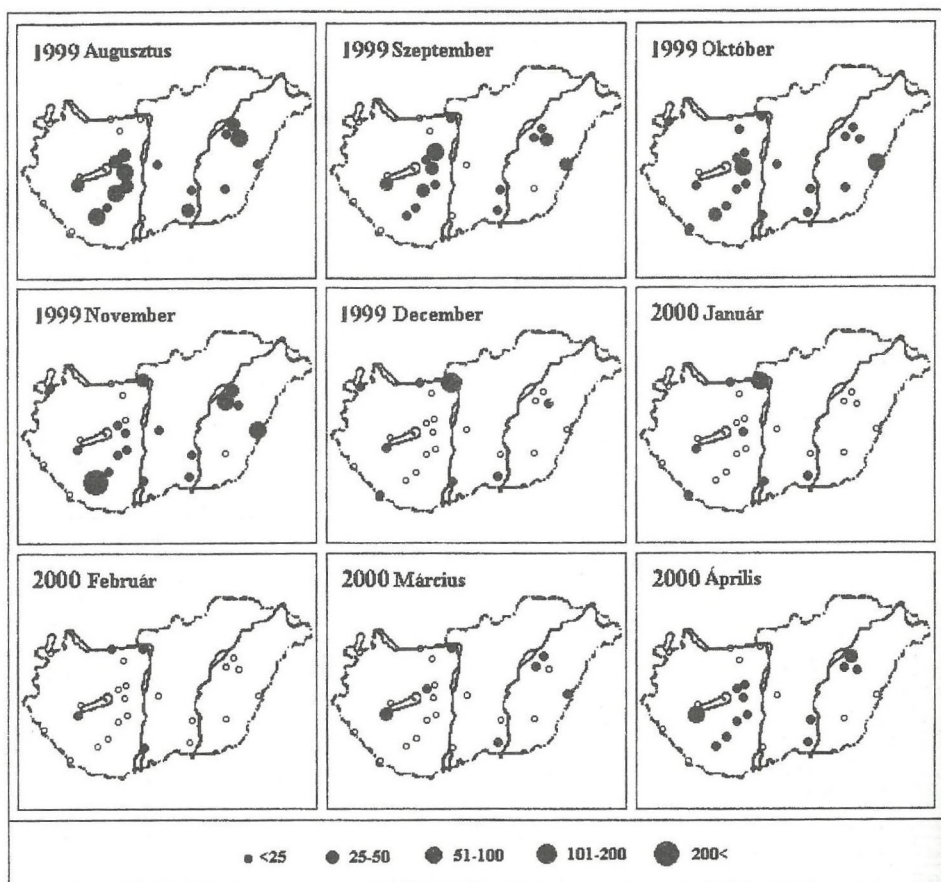 1999 Augusztus
1999 Szeptember
1999 Október
1999 November
1999 December
2000 Január
2000 Február
2000 Március
2000 Április
<25 25-50 51-100 101-200 200<